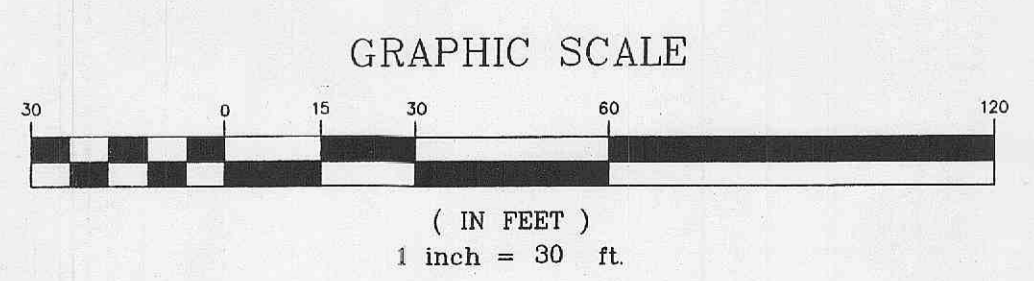 GRAPHIC SCALE
30 0 15 30 60 120
( IN FEET )
1 inch = 30 ft.